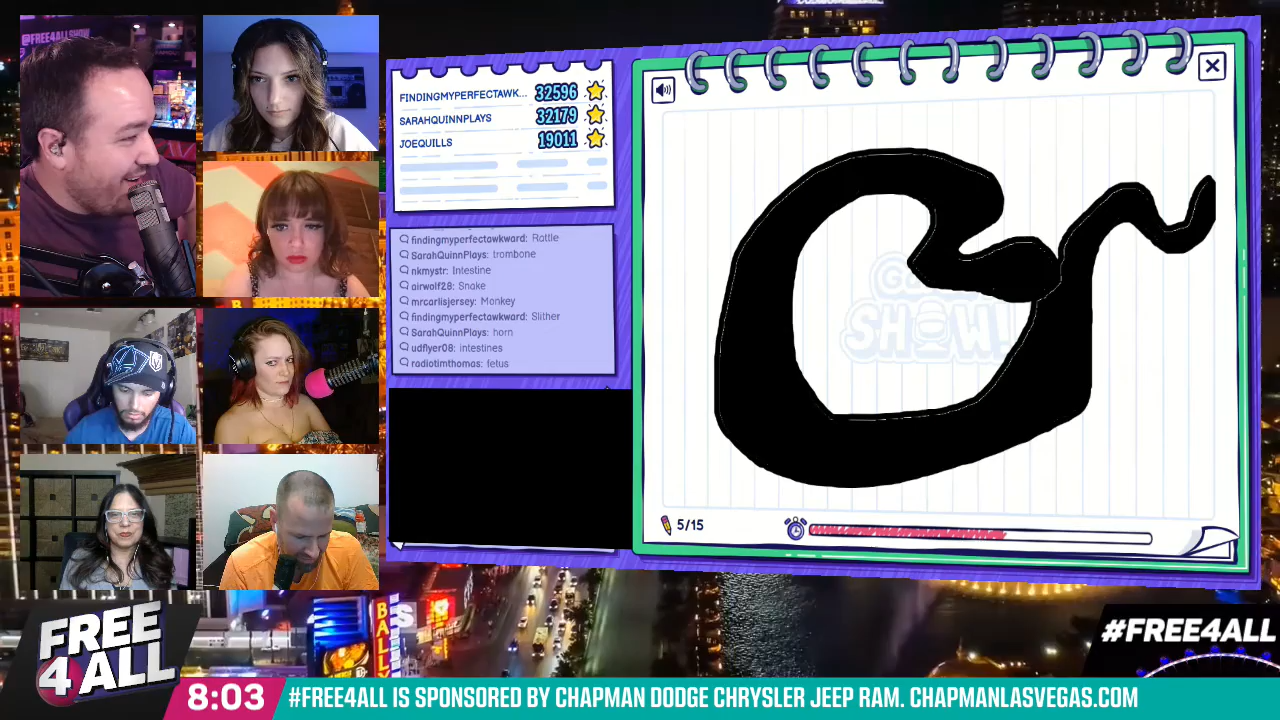 @FREE4ALLSHOW
FINDINGMYPERFECTAWK... 32596
SARAHQUINNPLAYS 32179
JOEQUILLS 19011
findingmyperfectawkward: Rattle
SarahQuinnPlays: trombone
nkmystr: Intestine
airwolf28: Snake
mrcarlisjersey: Monkey
findingmyperfectawkward: Slither
SarahQuinnPlays: horn
udflyer08: intestines
radiotimthomas: fetus
SHOW!
5/15
BALLY
FREE
4 ALL
#FREE4ALL
8:03 #FREE4ALL IS SPONSORED BY CHAPMAN DODGE CHRYSLER JEEP RAM. CHAPMANLASVEGAS.COM